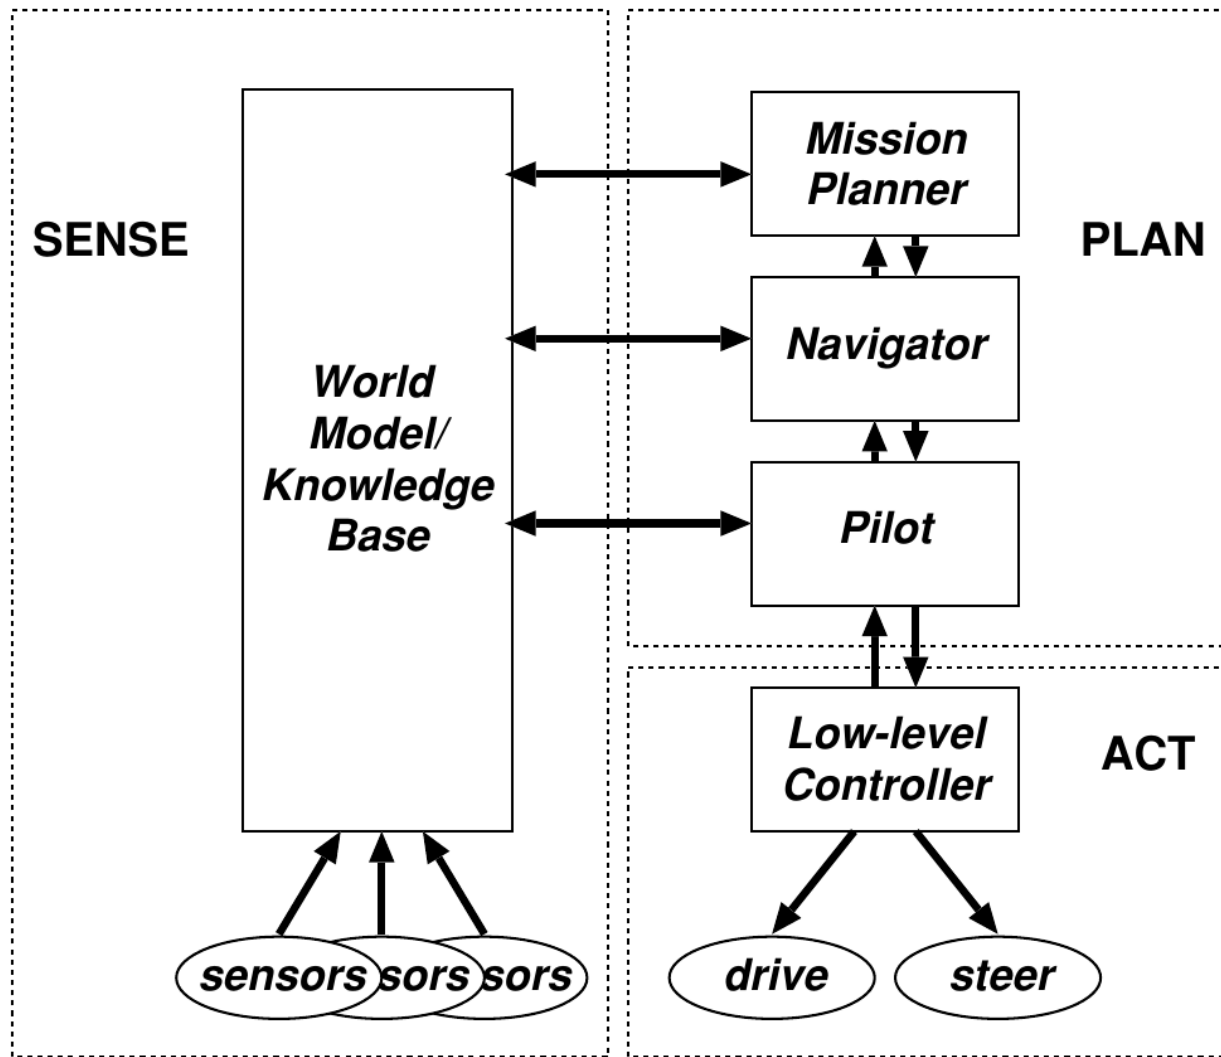 SENSE
World
Model/
Knowledge
Base
sensors
sors
sors
Mission
Planner
PLAN
Navigator
Pilot
Low-level
Controller
ACT
drive
steer